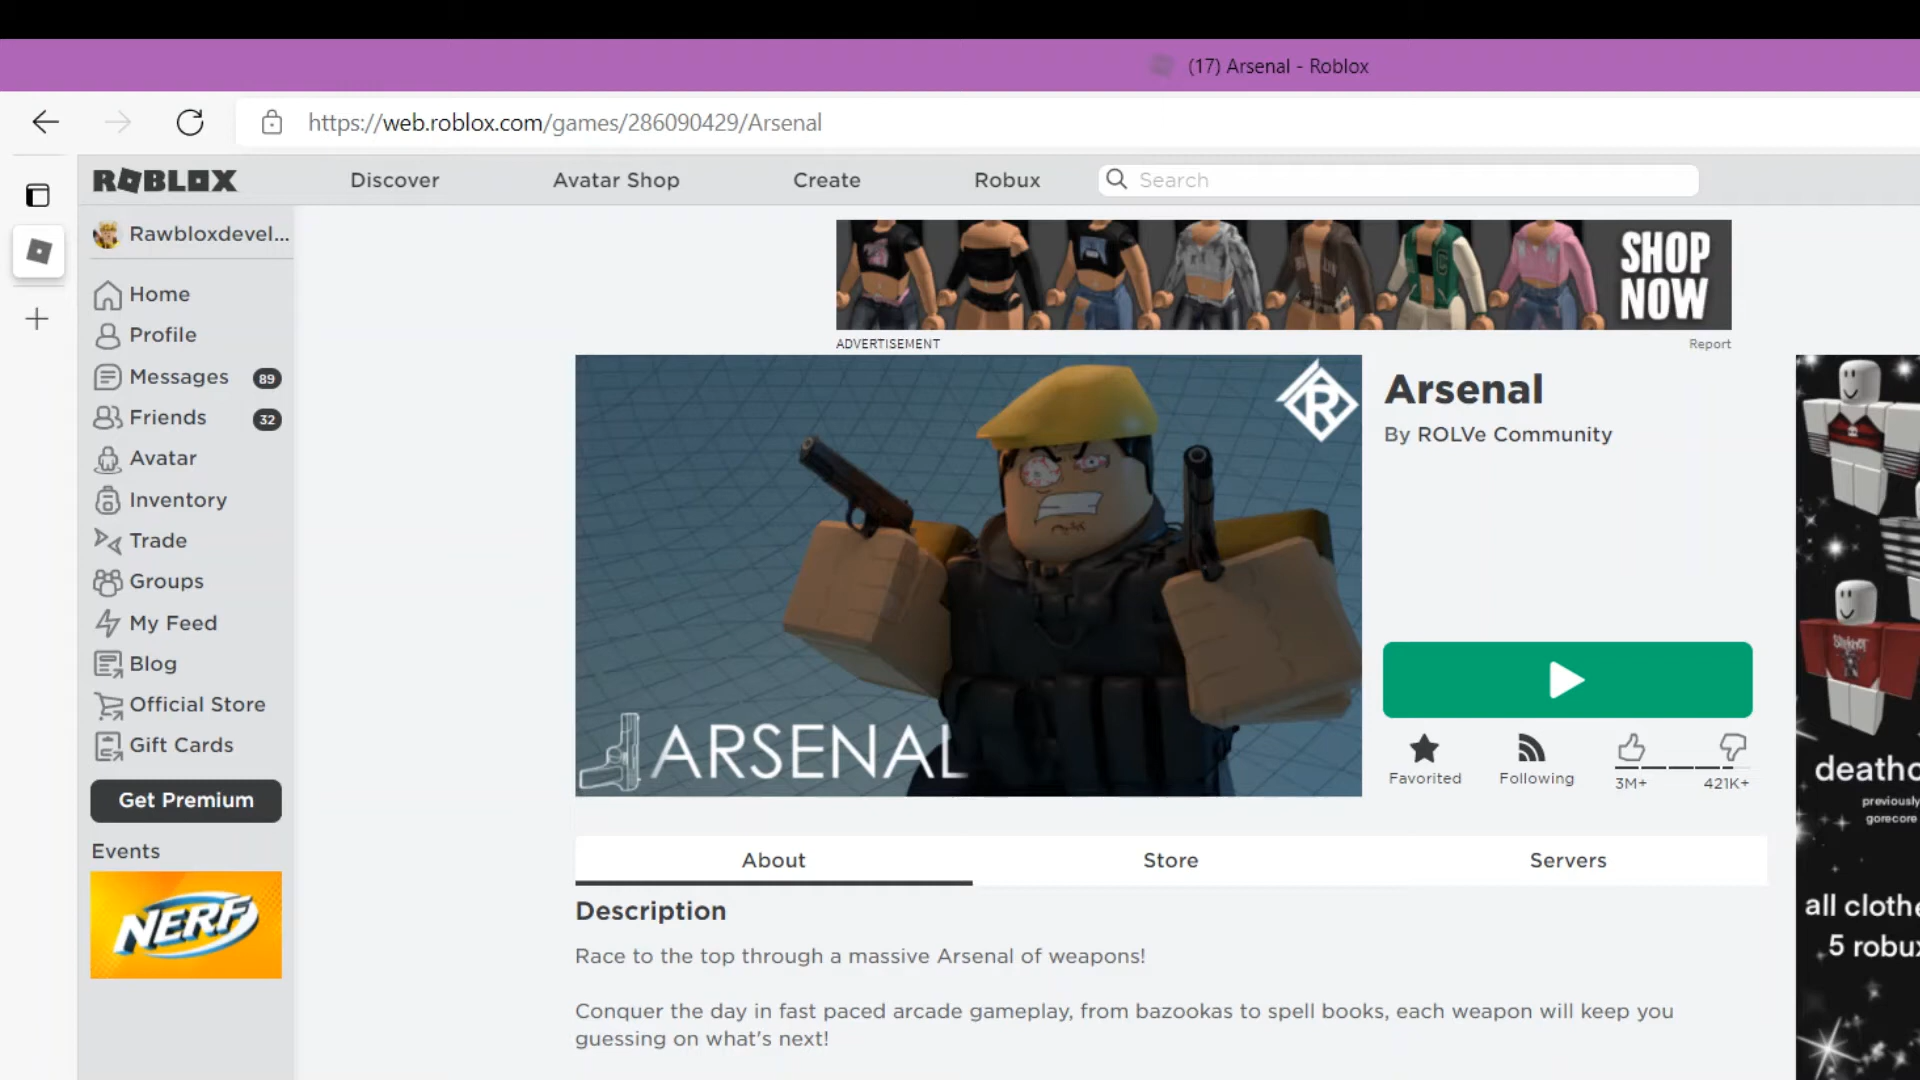 (17) Arsenal - Roblox
https://web.roblox.com/games/286090429/Arsenal
ROBLOX
Discover
Avatar Shop
Create
Robux
Search
Rawbloxdevel...
Home
Profile
Messages 89
Friends 32
Avatar
Inventory
Trade
Groups
My Feed
Blog
Official Store
Gift Cards
Get Premium
Events
NERF
SHOP
NOW
ADVERTISEMENT
Report
R
ARSENAL
Arsenal
By ROLVe Community
Favorited
Following
3M+
421K+
About
Store
Servers
Description
Race to the top through a massive Arsenal of weapons!
Conquer the day in fast paced arcade gameplay, from bazookas to spell books, each weapon will keep you
guessing on what's next!
Slipknot
deathc
previously
gorecore
all clothe
5 robux